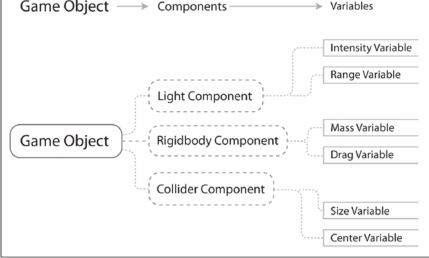 Game Object Components Variables
Intensity Variable
Range Variable
Light Component
Game Object
Rigidbody Component
Mass Variable
Drag Variable
Collider Component
Size Variable
Center Variable